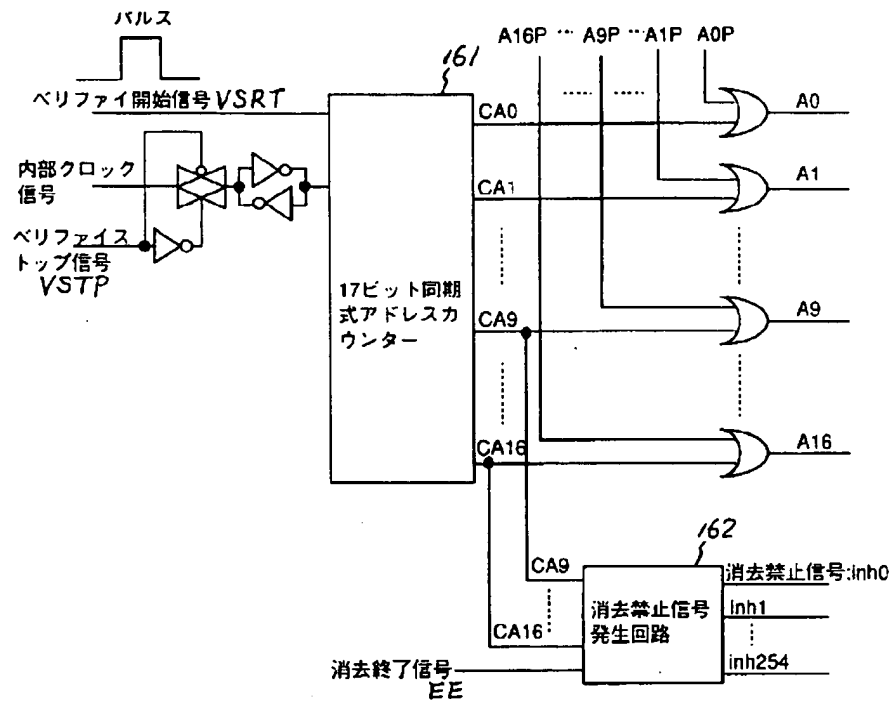 パルス
A16P … A9P … A1P A0P
161
ベリファイ開始信号 VSRT
CA0
A0
内部クロック
信号
CA1
A1
ベリファイス
トップ信号
VSTP
17ビット同期
式アドレスカ
ウンター
CA9
A9
CA16
A16
162
CA9
消去禁止信号:inh0
消去禁止信号
発生回路
inh1
CA16
消去終了信号
EE
inh254